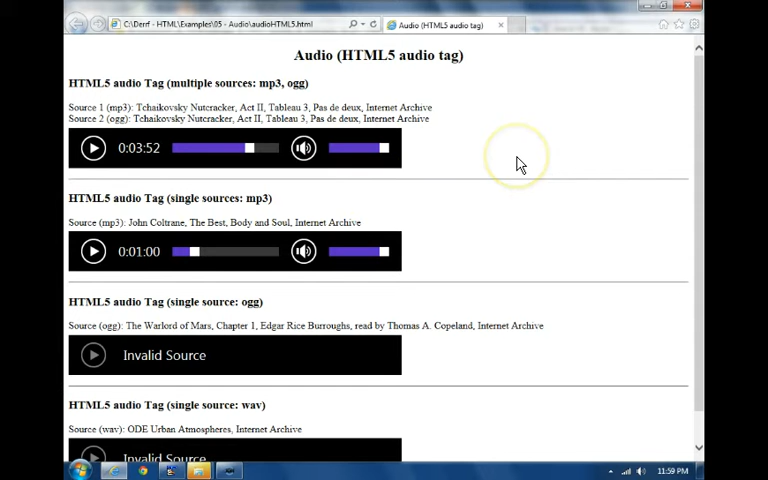 C:\Derrf - HTML\Examples\05 - Audio\audioHTML5.html
Audio (HTML5 audio tag)
Audio (HTML5 audio tag)
HTML5 audio Tag (multiple sources: mp3, ogg)
Source 1 (mp3): Tchaikovsky Nutcracker, Act II, Tableau 3, Pas de deux, Internet Archive
Source 2 (ogg): Tchaikovsky Nutcracker, Act II, Tableau 3, Pas de deux, Internet Archive
0:03:52
HTML5 audio Tag (single sources: mp3)
Source (mp3): John Coltrane, The Best, Body and Soul, Internet Archive
0:01:00
HTML5 audio Tag (single source: ogg)
Source (ogg): The Warlord of Mars, Chapter 1, Edgar Rice Burroughs, read by Thomas A. Copeland, Internet Archive
Invalid Source
HTML5 audio Tag (single source: wav)
Source (wav): ODE Urban Atmospheres, Internet Archive
Invalid Source
11:59 PM